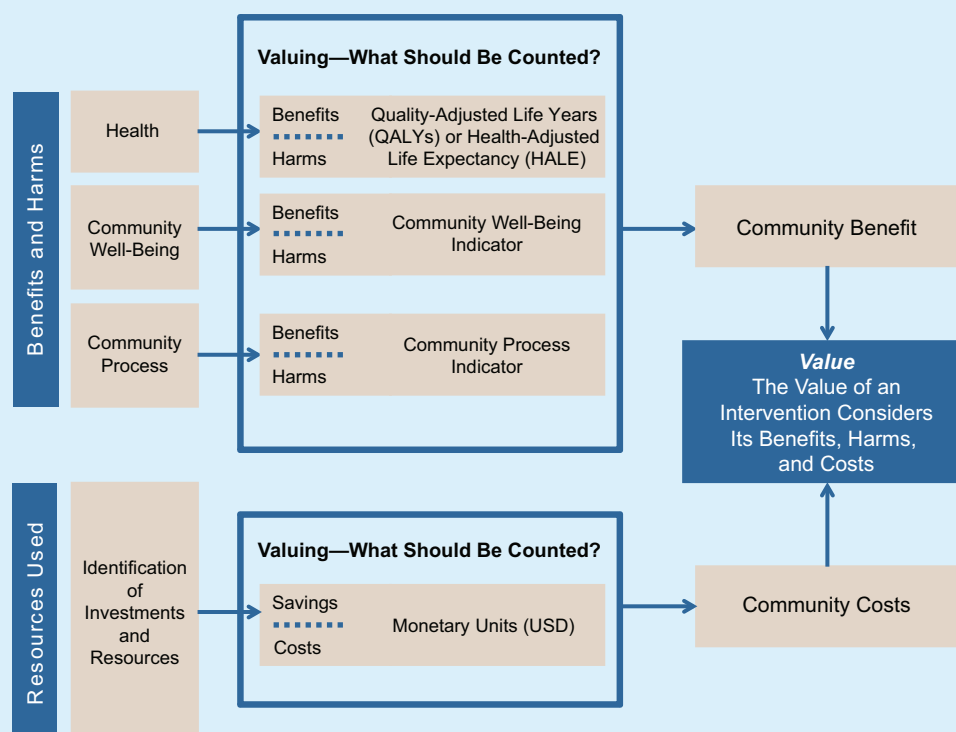 Valuing—What Should Be Counted?
Benefits and Harms
Health
Benefits
Harms
Quality-Adjusted Life Years
(QALYs) or Health-Adjusted
Life Expectancy (HALE)
Community
Well-Being
Benefits
Harms
Community Well-Being
Indicator
Community Benefit
Community
Process
Benefits
Harms
Community Process
Indicator
Value
The Value of an
Intervention Considers
Its Benefits, Harms,
and Costs
Resources Used
Identification
of
Investments
and
Resources
Valuing—What Should Be Counted?
Savings
Costs
Monetary Units (USD)
Community Costs